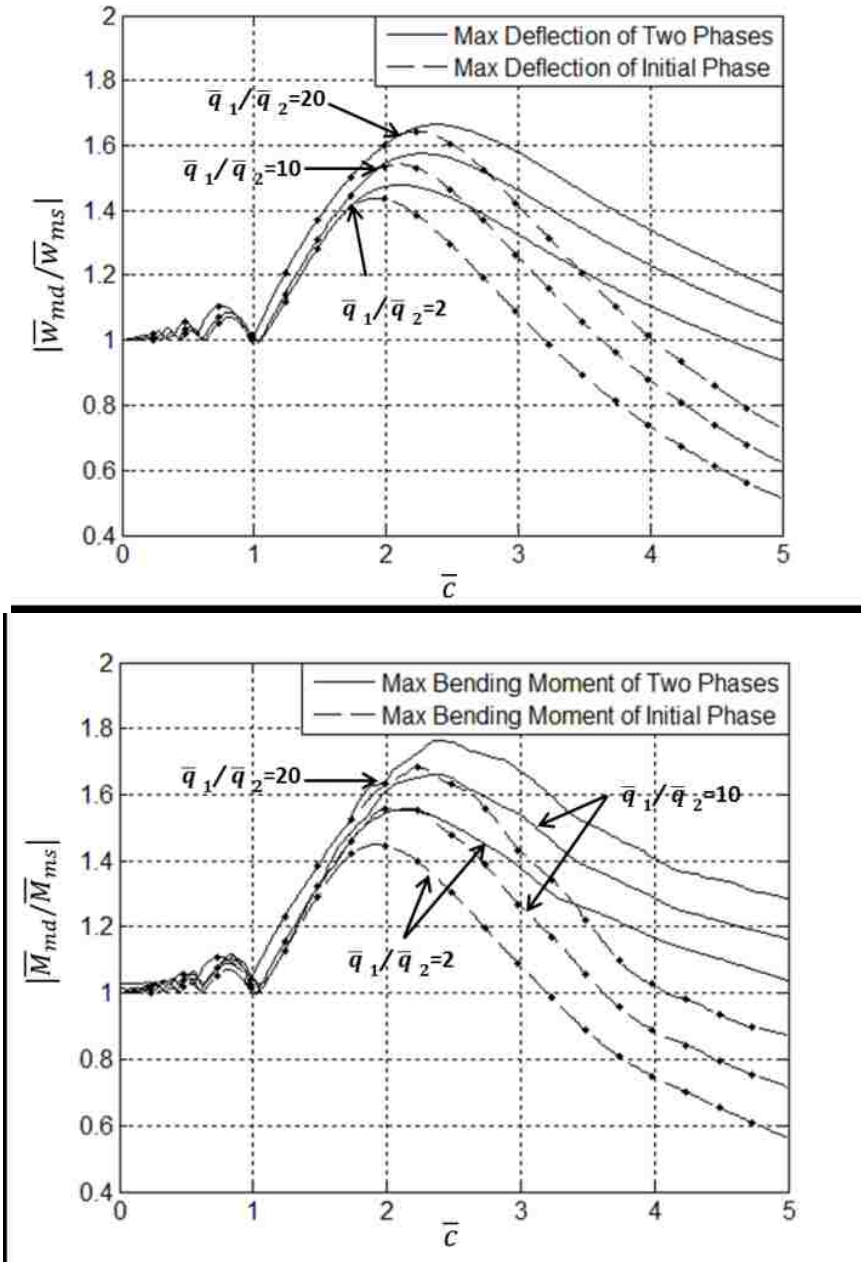 2
Max Deflection of Two Phases
Max Deflection of Initial Phase
1.8
q̅ 1/ q̅ 2=20
1.6
q̅ 1/ q̅ 2=10
1.4
|w̅md/w̅ms|
1.2
q̅ 1/ q̅ 2=2
1
0.8
0.6
0.4
0 1 2 3 4 5
c̅
2
Max Bending Moment of Two Phases
Max Bending Moment of Initial Phase
1.8
q̅ 1/ q̅ 2=20
q̅ 1/ q̅ 2=10
1.6
1.4
|M̅md/M̅ms|
1.2
q̅ 1/ q̅ 2=2
1
0.8
0.6
0.4
0 1 2 3 4 5
c̅